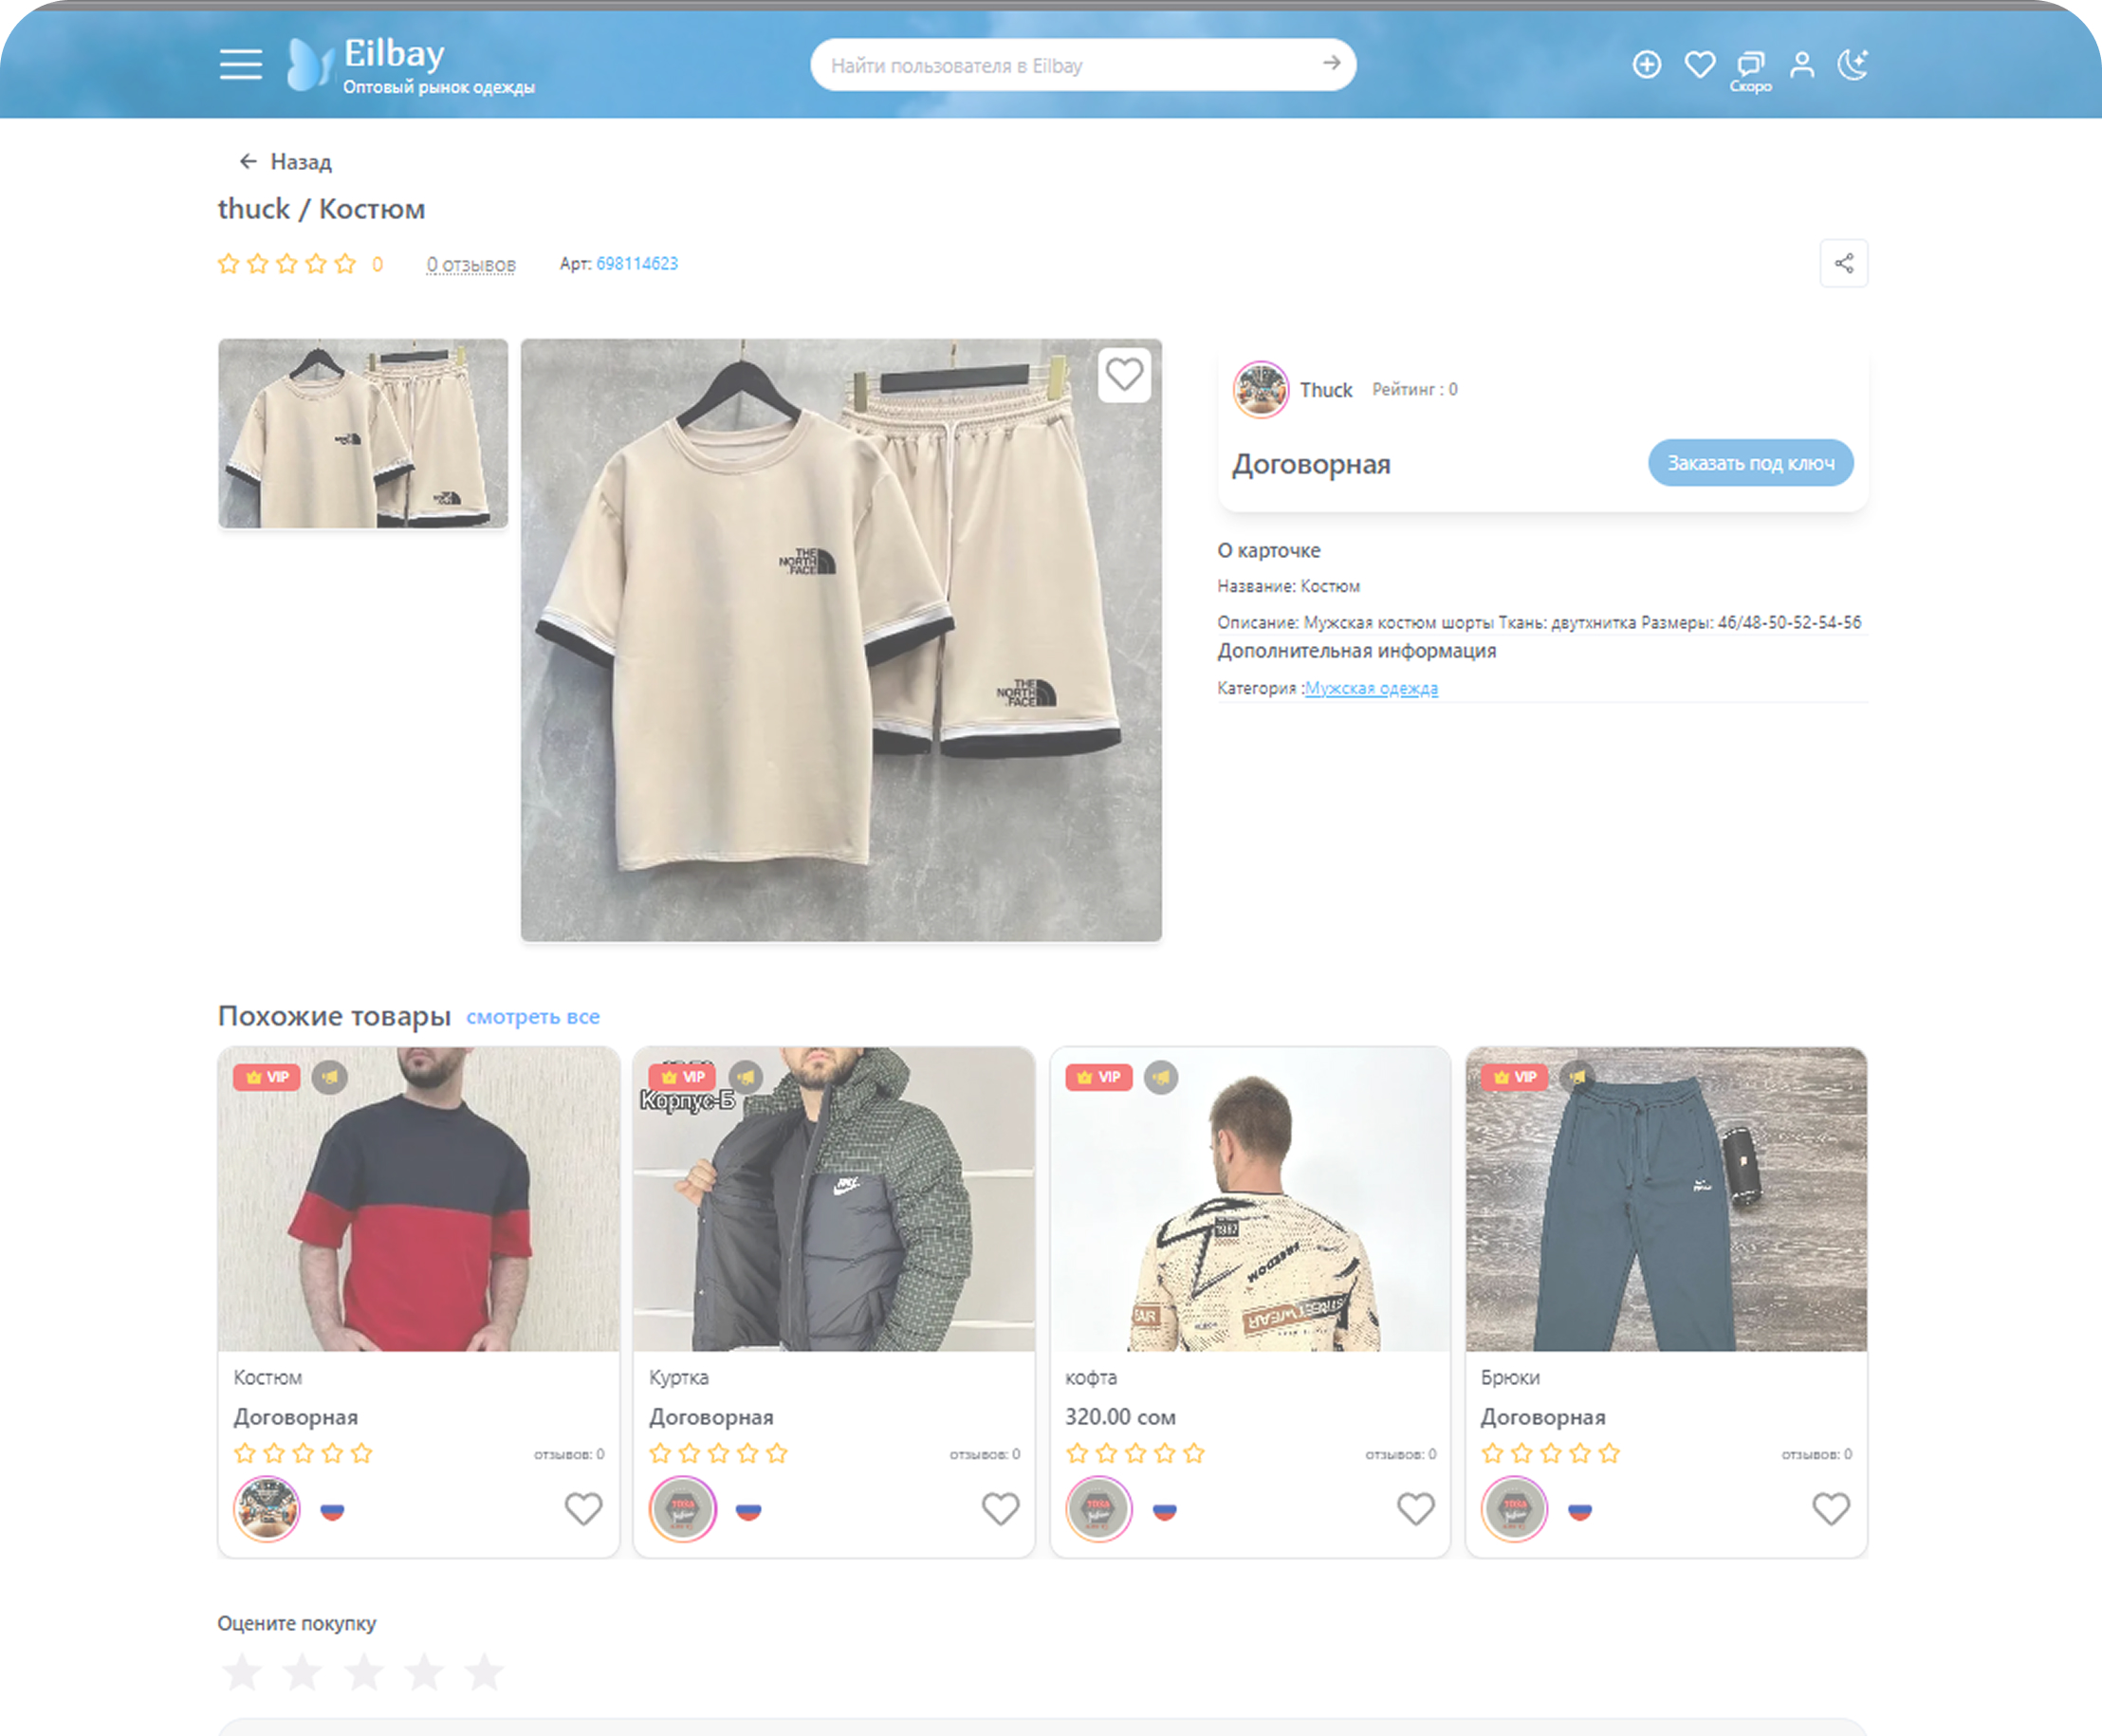 Eilbay
Оптовый рынок одежды
Найти пользователя в Eilbay
Скоро
Назад
thuck / Костюм
0
0 отзывов
Арт: 698114623
THE NORTH FACE
THE NORTH FACE
Thuck
Рейтинг : 0
Договорная
Заказать под ключ
О карточке
Название: Костюм
Описание: Мужская костюм шорты Ткань: двутхнитка Размеры: 46/48-50-52-54-56
Дополнительная информация
Категория :Мужская одежда
Похожие товары
смотреть все
VIP
VIP
Корпус-Б
VIP
VIP
1987
STREETWEAR
Костюм
Договорная
отзывов: 0
Куртка
Договорная
отзывов: 0
кофта
320.00 сом
отзывов: 0
Брюки
Договорная
отзывов: 0
Оцените покупку